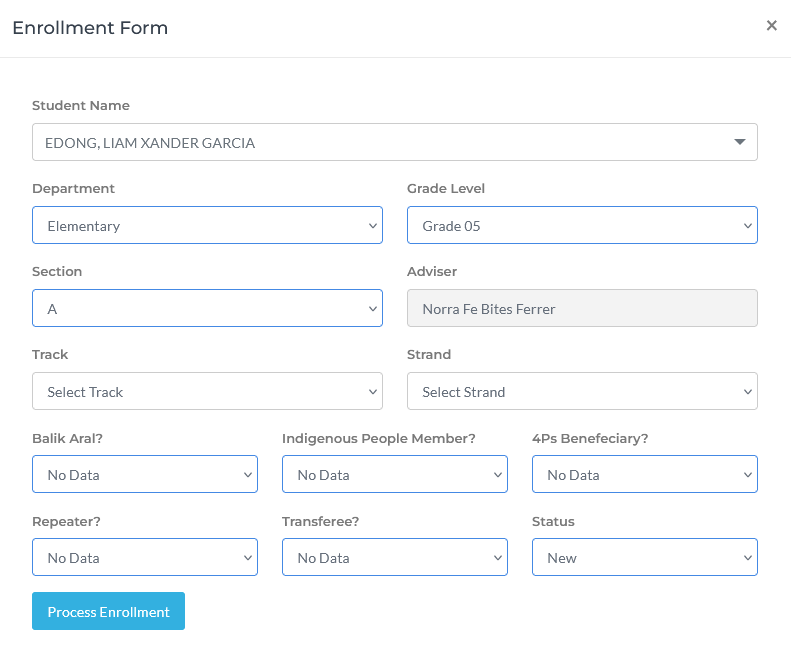 Enrollment Form ×
Student Name
EDONG, LIAM XANDER GARCIA
Department Grade Level
Elementary Grade 05
Section Adviser
A Norra Fe Bites Ferrer
Track Strand
Select Track Select Strand
Balik Aral? Indigenous People Member? 4Ps Benefeciary?
No Data No Data No Data
Repeater? Transferee? Status
No Data No Data New
Process Enrollment